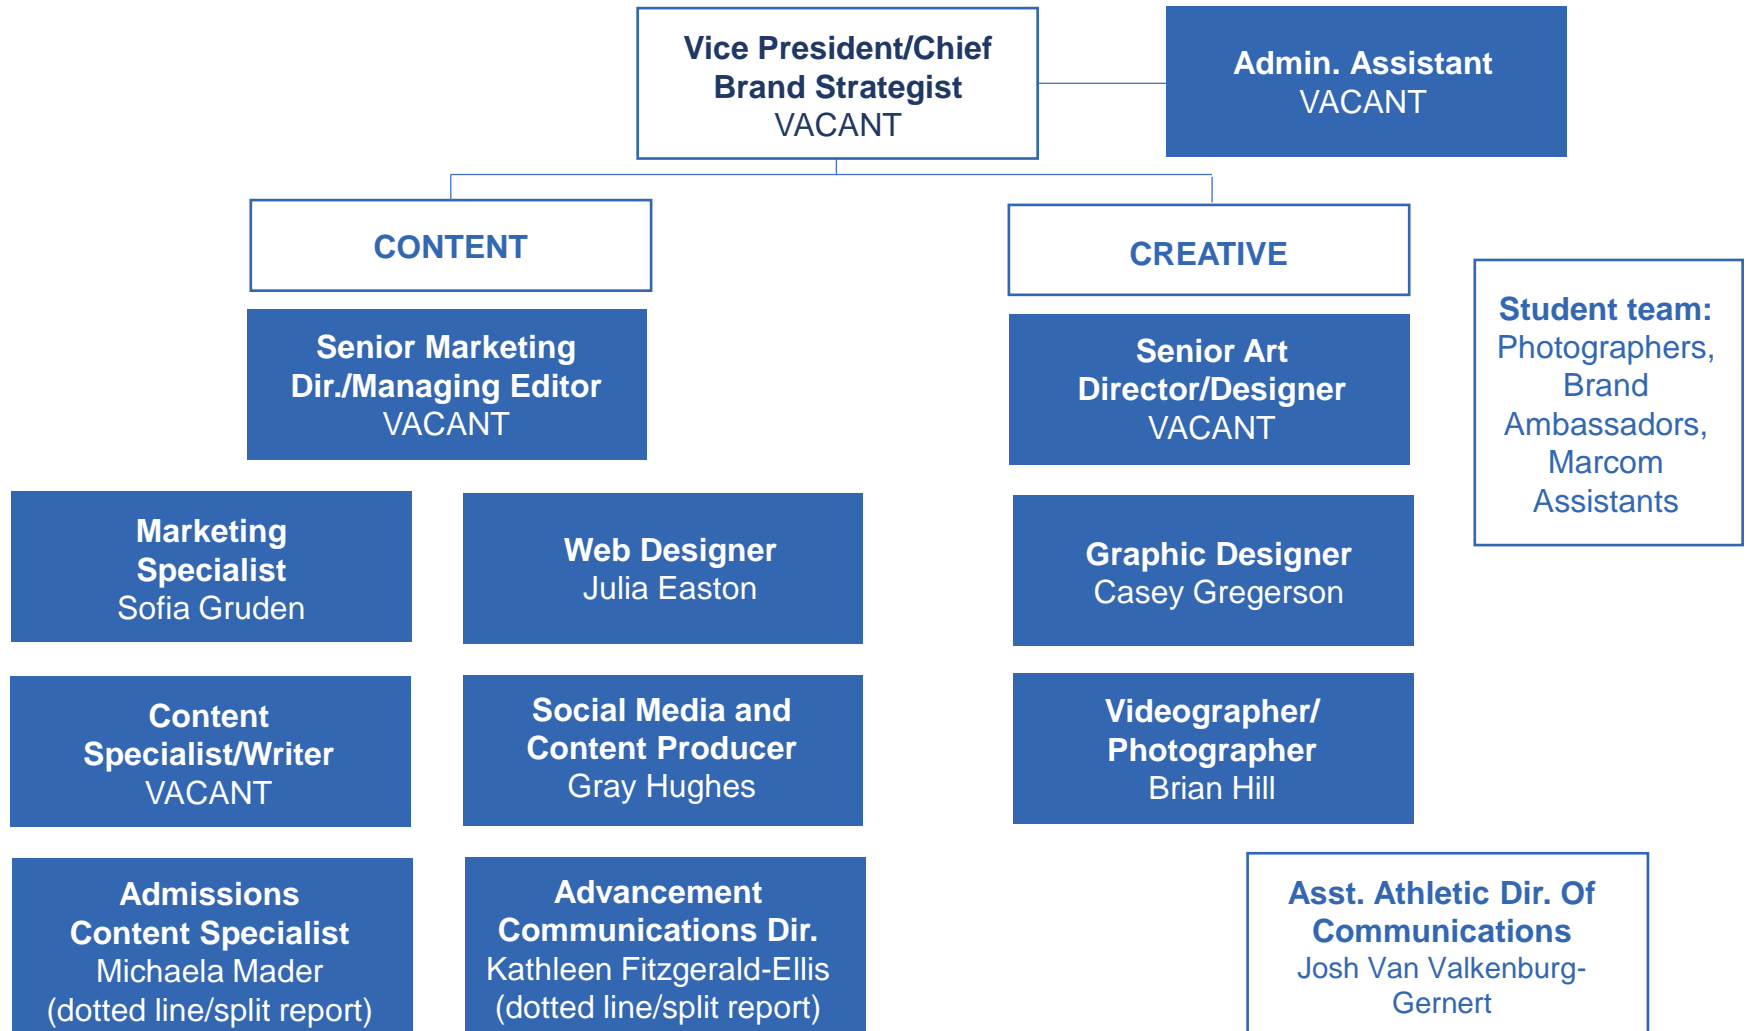 Vice President/Chief
Brand Strategist
VACANT
Admin. Assistant
VACANT
CONTENT
CREATIVE
Senior Marketing
Dir./Managing Editor
VACANT
Senior Art
Director/Designer
VACANT
Student team:
Photographers,
Brand
Ambassadors,
Marcom
Assistants
Marketing
Specialist
Sofia Gruden
Web Designer
Julia Easton
Graphic Designer
Casey Gregerson
Content
Specialist/Writer
VACANT
Social Media and
Content Producer
Gray Hughes
Videographer/
Photographer
Brian Hill
Admissions
Content Specialist
Michaela Mader
(dotted line/split report)
Advancement
Communications Dir.
Kathleen Fitzgerald-Ellis
(dotted line/split report)
Asst. Athletic Dir. Of
Communications
Josh Van Valkenburg-
Gernert